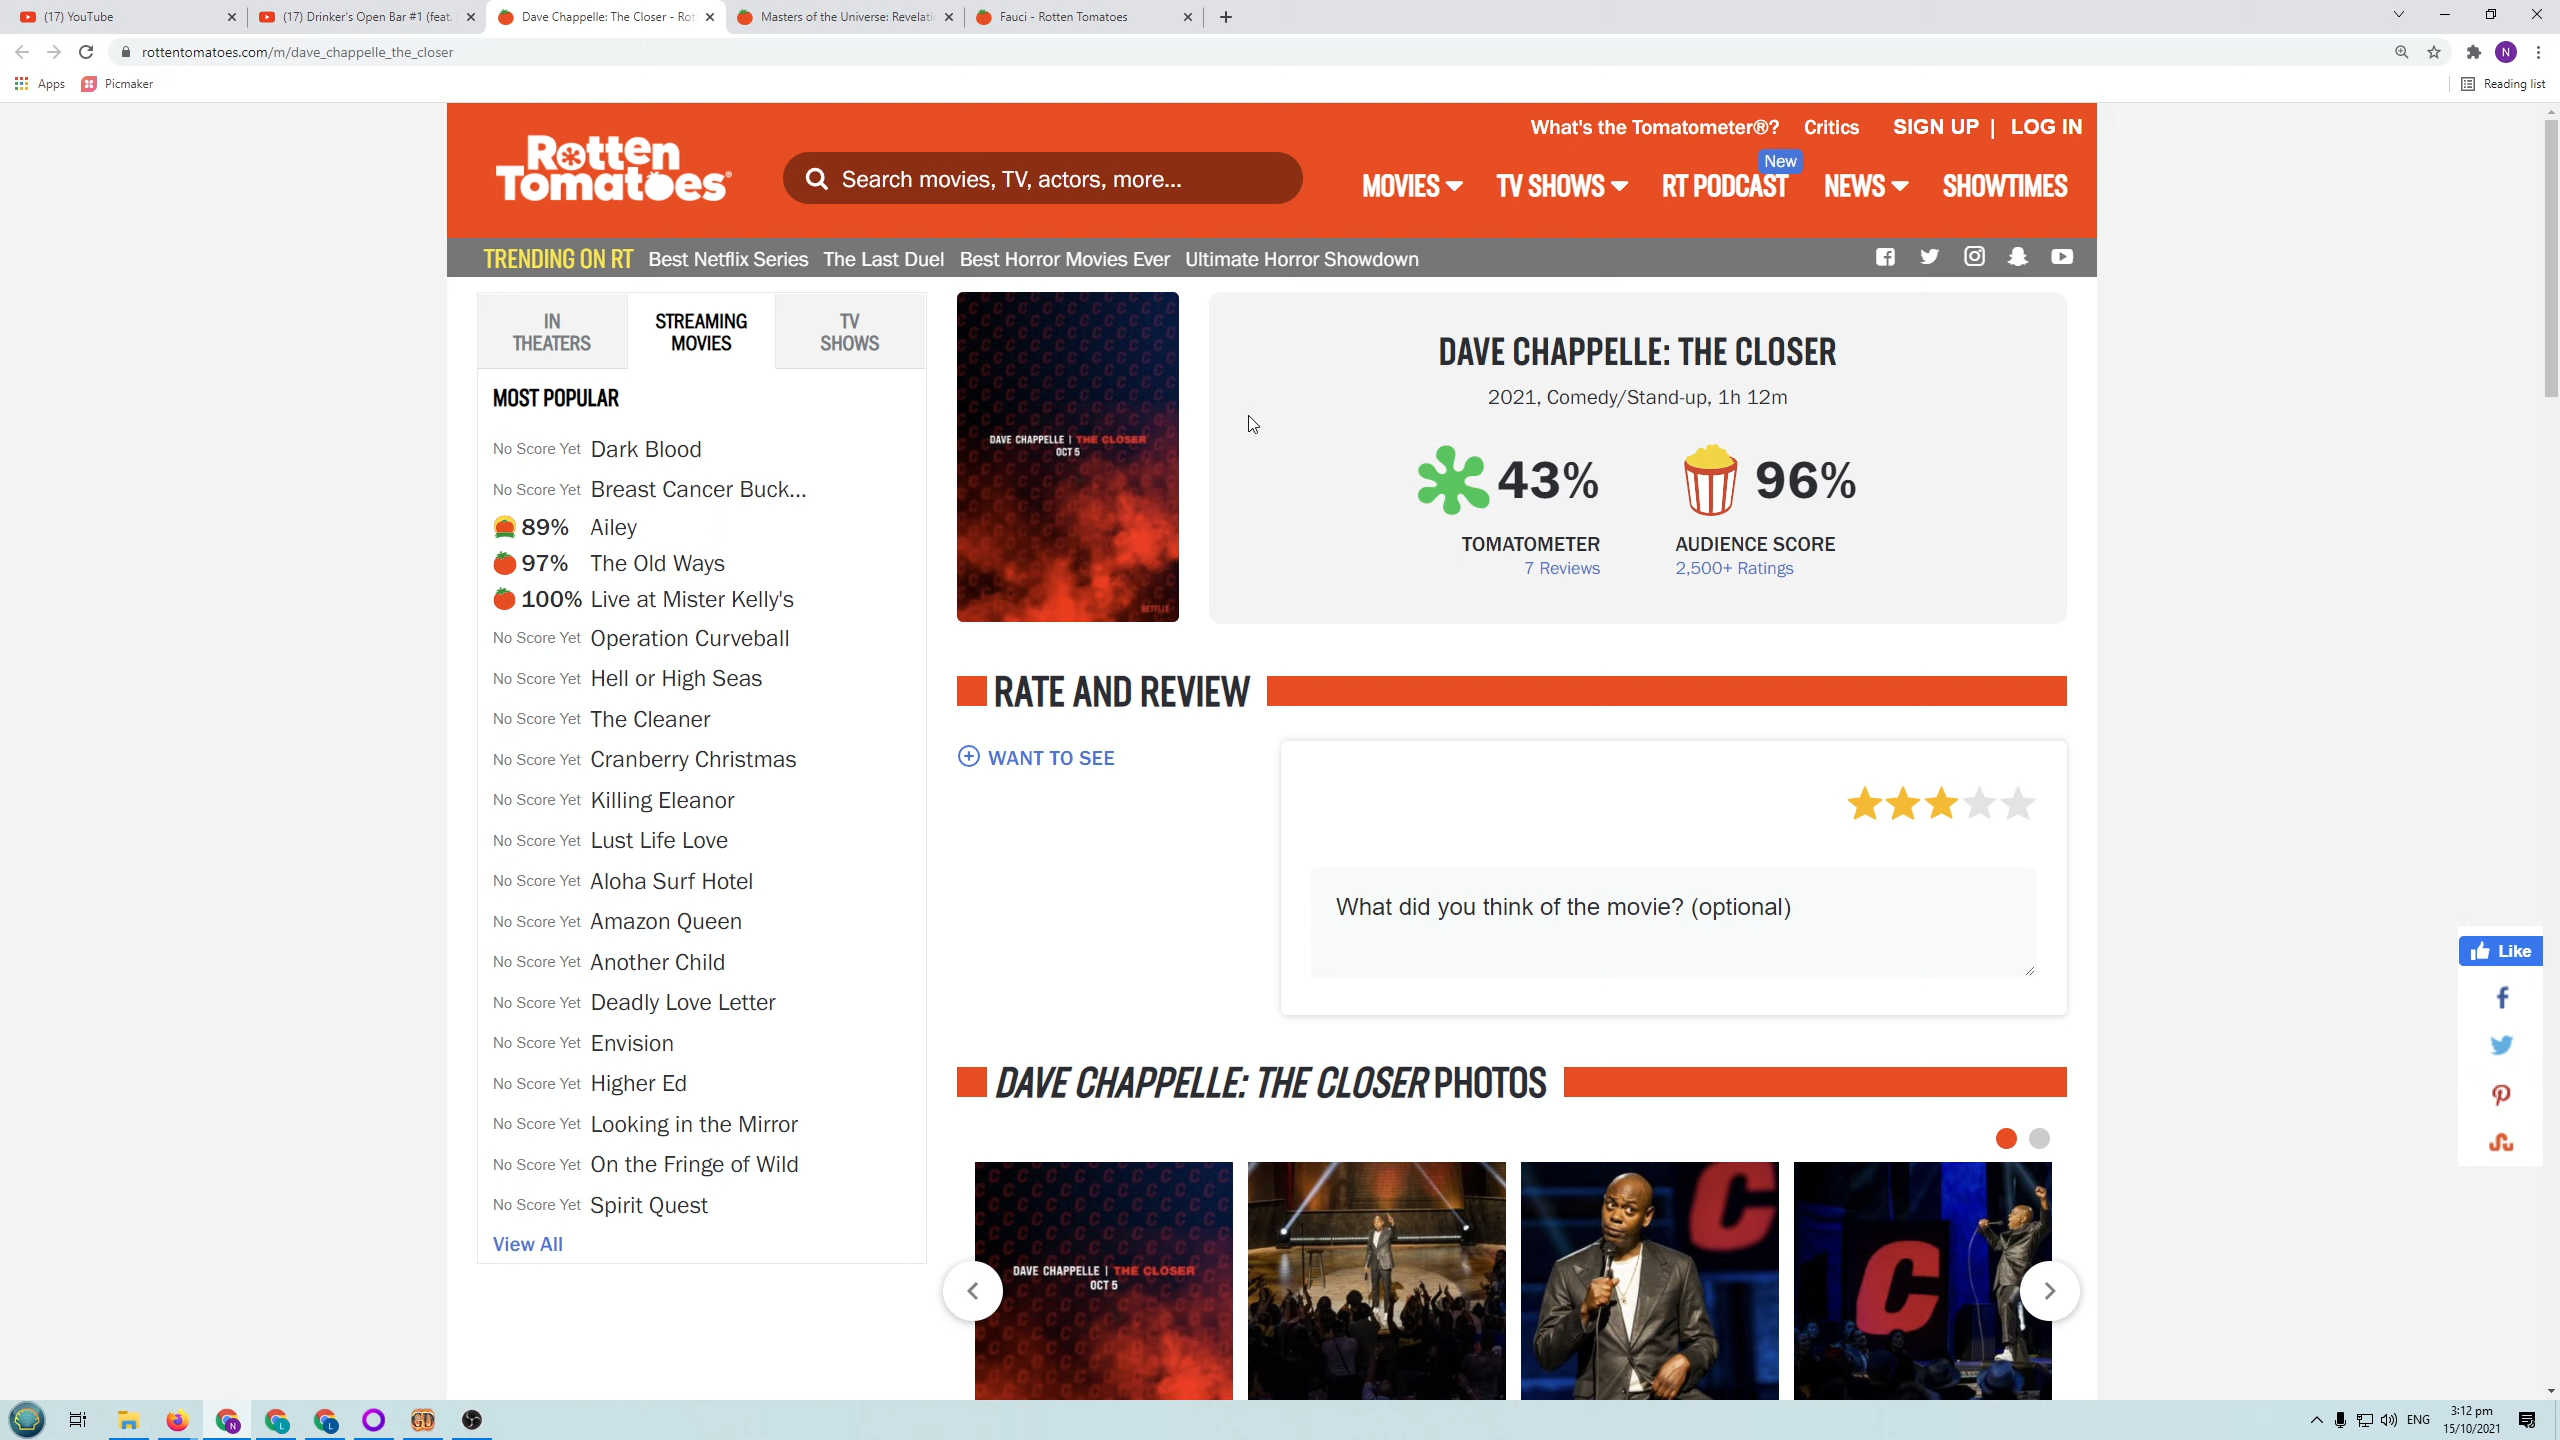 (17) YouTube
(17) Drinker's Open Bar #1 (feat.
Dave Chappelle: The Closer - Rot
Masters of the Universe: Revelati
Fauci - Rotten Tomatoes
rottentomatoes.com/m/dave_chappelle_the_closer
N
Apps
Picmaker
Reading list
What's the Tomatometer®?
Critics
SIGN UP | LOG IN
Rotten
Tomatoes®
Search movies, TV, actors, more...
New
MOVIES
TV SHOWS
RT PODCAST
NEWS
SHOWTIMES
TRENDING ON RT
Best Netflix Series
The Last Duel
Best Horror Movies Ever
Ultimate Horror Showdown
IN
THEATERS
STREAMING
MOVIES
TV
SHOWS
MOST POPULAR
No Score Yet Dark Blood
No Score Yet Breast Cancer Buck...
89% Ailey
97% The Old Ways
100% Live at Mister Kelly's
No Score Yet Operation Curveball
No Score Yet Hell or High Seas
No Score Yet The Cleaner
No Score Yet Cranberry Christmas
No Score Yet Killing Eleanor
No Score Yet Lust Life Love
No Score Yet Aloha Surf Hotel
No Score Yet Amazon Queen
No Score Yet Another Child
No Score Yet Deadly Love Letter
No Score Yet Envision
No Score Yet Higher Ed
No Score Yet Looking in the Mirror
No Score Yet On the Fringe of Wild
No Score Yet Spirit Quest
View All
DAVE CHAPPELLE | THE CLOSER
OCT 5
NETFLIX
DAVE CHAPPELLE: THE CLOSER
2021, Comedy/Stand-up, 1h 12m
43%
96%
TOMATOMETER
7 Reviews
AUDIENCE SCORE
2,500+ Ratings
RATE AND REVIEW
WANT TO SEE
What did you think of the movie? (optional)
DAVE CHAPPELLE: THE CLOSER PHOTOS
DAVE CHAPPELLE | THE CLOSER
OCT 5
C
C
Like
ENG
3:12 pm
15/10/2021